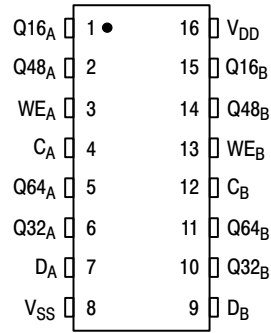 Q16A 1 16 VDD
Q48A 2 15 Q16B
WEA 3 14 Q48B
CA 4 13 WEB
Q64A 5 12 CB
Q32A 6 11 Q64B
DA 7 10 Q32B
VSS 8 9 DB